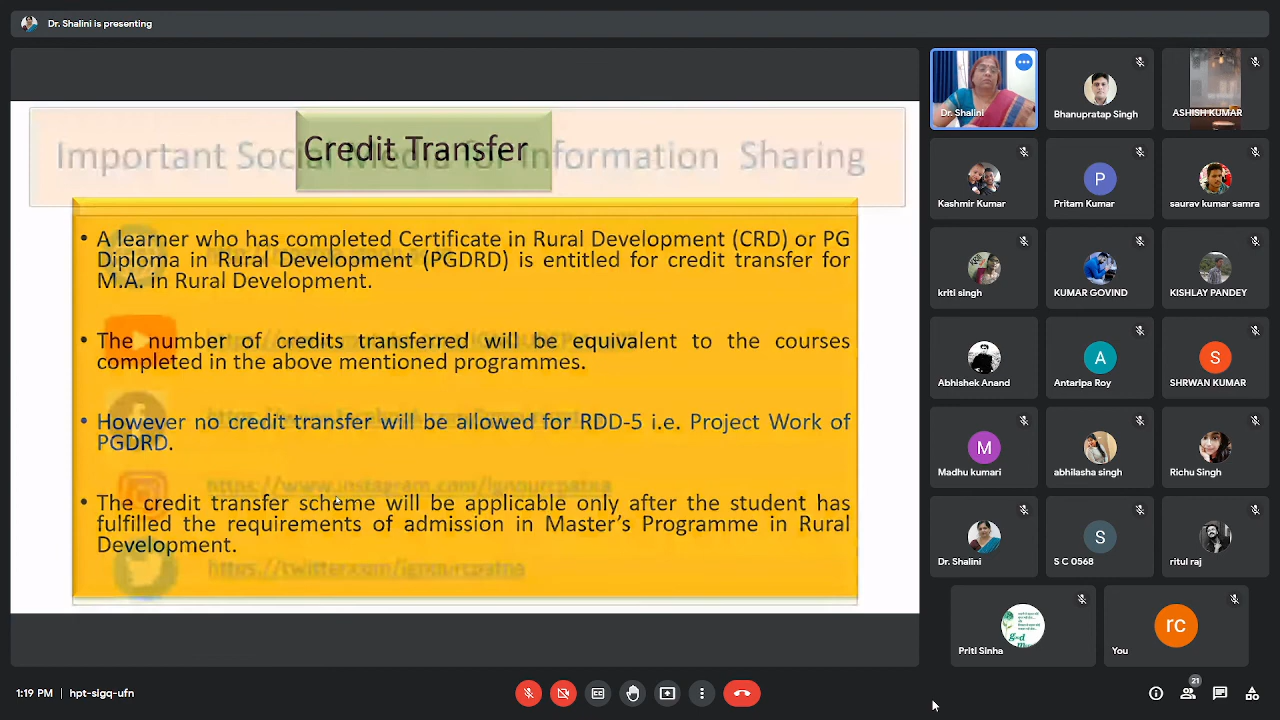 Dr. Shalini is presenting
Important Social Media for Information Sharing
Credit Transfer
• A learner who has completed Certificate in Rural Development (CRD) or PG
Diploma in Rural Development (PGDRD) is entitled for credit transfer for
M.A. in Rural Development.
• The number of credits transferred will be equivalent to the courses
completed in the above mentioned programmes.
• However no credit transfer will be allowed for RDD-5 i.e. Project Work of
PGDRD.
https://www.instagram.com/ignourcpatna
• The credit transfer scheme will be applicable only after the student has
fulfilled the requirements of admission in Master's Programme in Rural
Development.
https://twitter.com/ignourcpatna
Dr. Shalini
Bhanupratap Singh
ASHISH KUMAR
Kashmir Kumar
P
Pritam Kumar
saurav kumar samra
kriti singh
KUMAR GOVIND
KISHLAY PANDEY
Abhishek Anand
A
Antaripa Roy
S
SHRWAN KUMAR
M
Madhu kumari
abhilasha singh
Richu Singh
Dr. Shalini
S
S C 0568
ritul raj
Priti Sinha
rc
You
1:19 PM | hpt-slgq-ufn
21